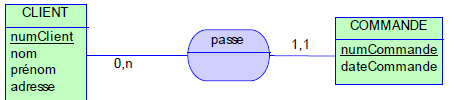 CLIENT
numClient
nom
prénom
adresse
0,n
passe
1,1
COMMANDE
numCommande
dateCommande